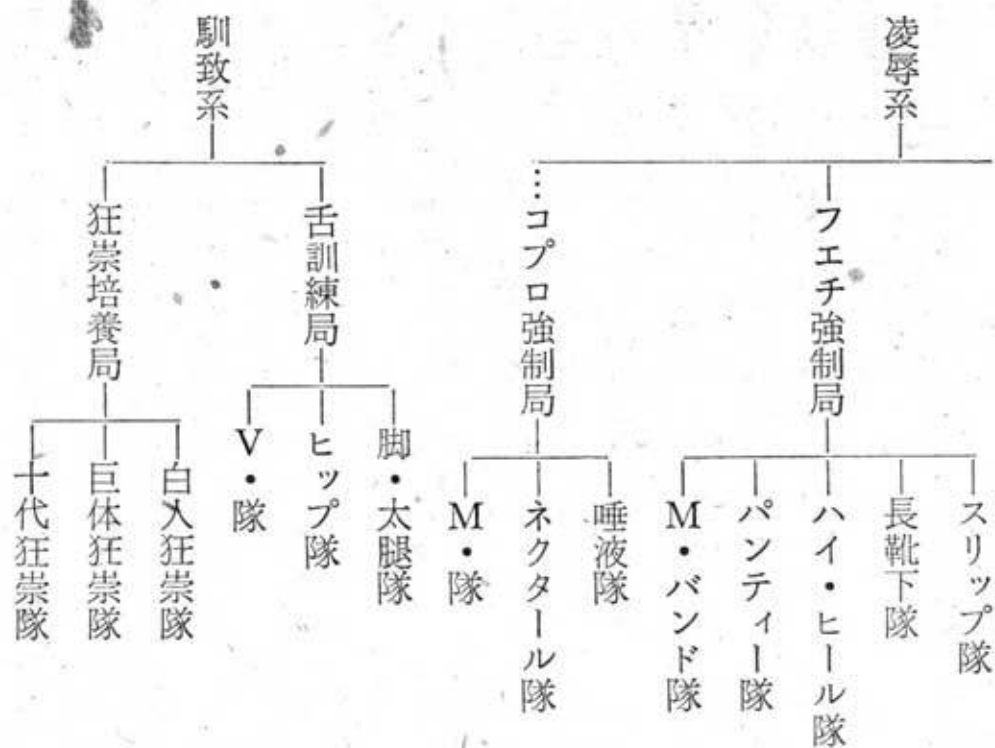 凌辱系
フエチ強制局
スリップ隊
長靴下隊
ハイ・ヒール隊
パンティー隊
M・バンド隊
…コプロ強制局
唾液隊
ネクタール隊
M・隊
馴致系
舌訓練局
脚・太腿隊
ヒップ隊
V・隊
狂崇培養局
白人狂崇隊
巨体狂崇隊
十代狂崇隊